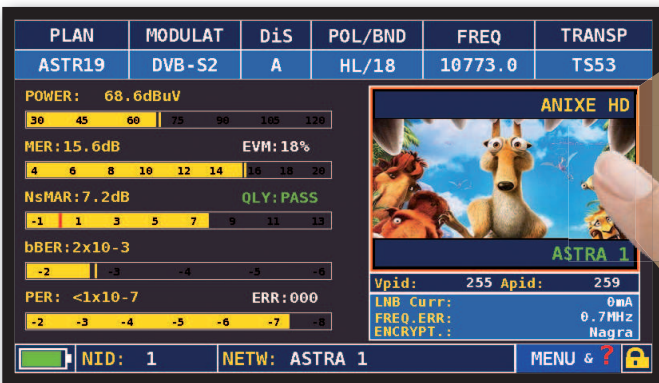 PLAN MODULAT DiS POL/BND FREQ TRANSP
ASTR19 DVB-S2 A HL/18 10773.0 TS53
POWER: 68.6dBuV
30 45 60 75 90 105 120
MER:15.6dB EVM:18%
4 6 8 10 12 14 16 18 20
NsMAR:7.2dB QLY:PASS
-1 1 3 5 7 9 11 13
bBER:2x10-3
-2 -3 -4 -5 -6
PER: <1x10-7 ERR:000
-2 -3 -4 -5 -6 -7 -8
ANIXE HD
ASTRA 1
Vpid: 255 Apid: 259
LNB Curr: 0mA
FREQ.ERR: 0.7MHz
ENCRYPT.: Nagra
NID: 1 NETW: ASTRA 1 MENU & ?